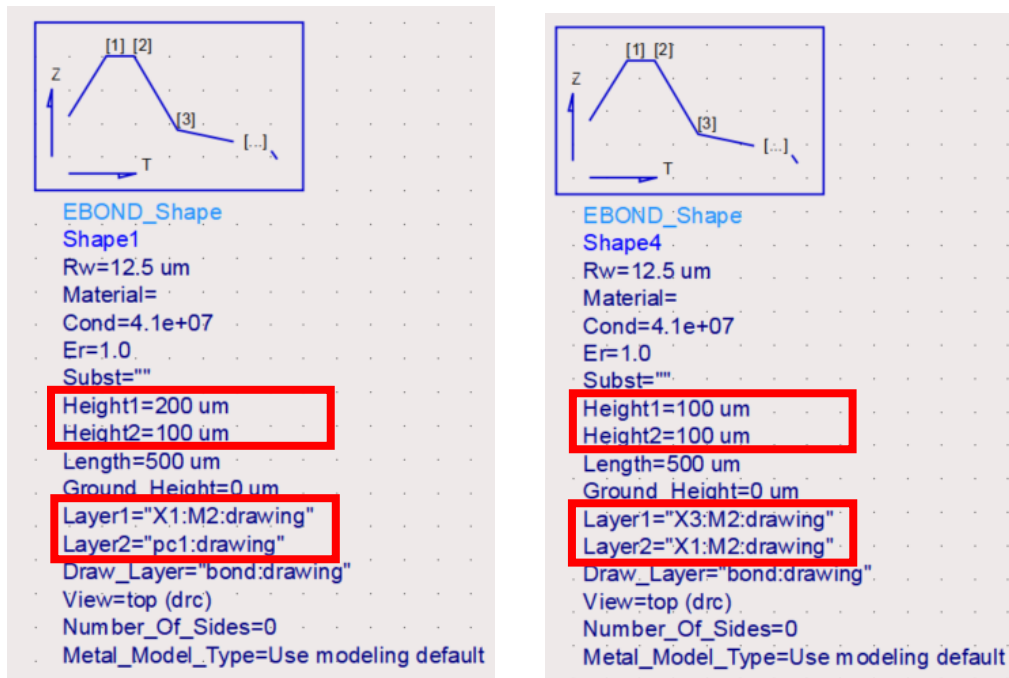 [1] [2]
Z
[3]
[...]
T
EBOND_Shape
Shape1
Rw=12.5 um
Material=
Cond=4.1e+07
Er=1.0
Subst=""
Height1=200 um
Height2=100 um
Length=500 um
Ground_Height=0 um
Layer1="X1:M2:drawing"
Layer2="pc1:drawing"
Draw_Layer="bond:drawing"
View=top (drc)
Number_Of_Sides=0
Metal_Model_Type=Use modeling default
[1] [2]
Z
[3]
[...]
T
EBOND_Shape
Shape4
Rw=12.5 um
Material=
Cond=4.1e+07
Er=1.0
Subst=""
Height1=100 um
Height2=100 um
Length=500 um
Ground_Height=0 um
Layer1="X3:M2:drawing"
Layer2="X1:M2:drawing"
Draw_Layer="bond:drawing"
View=top (drc)
Number_Of_Sides=0
Metal_Model_Type=Use modeling default